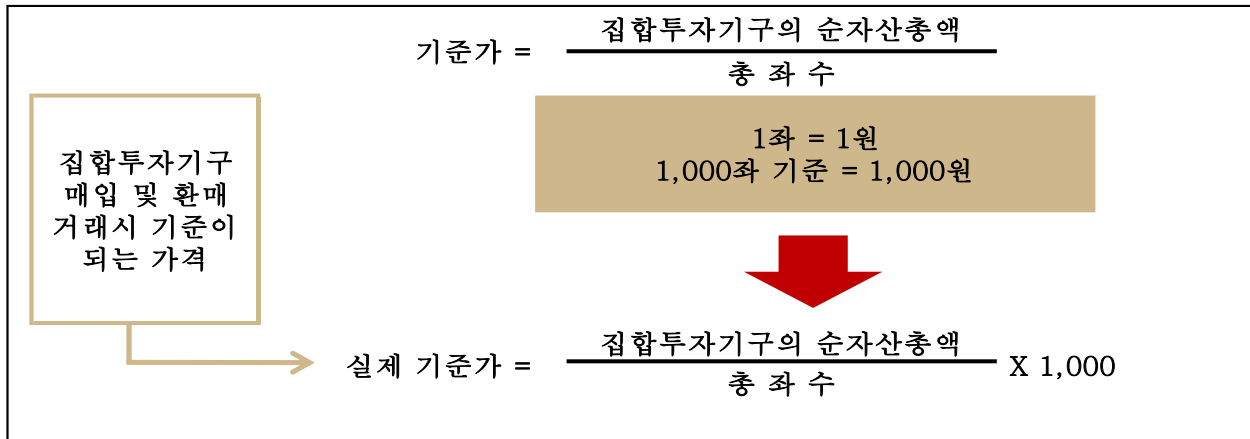 집합투자기구의 순자산총액
기준가 =
총 좌 수
1좌 = 1원
1,000좌 기준 = 1,000원
집합투자기구
매입 및 환매
거래시 기준이
되는 가격
집합투자기구의 순자산총액
실제 기준가 =
X 1,000
총 좌 수